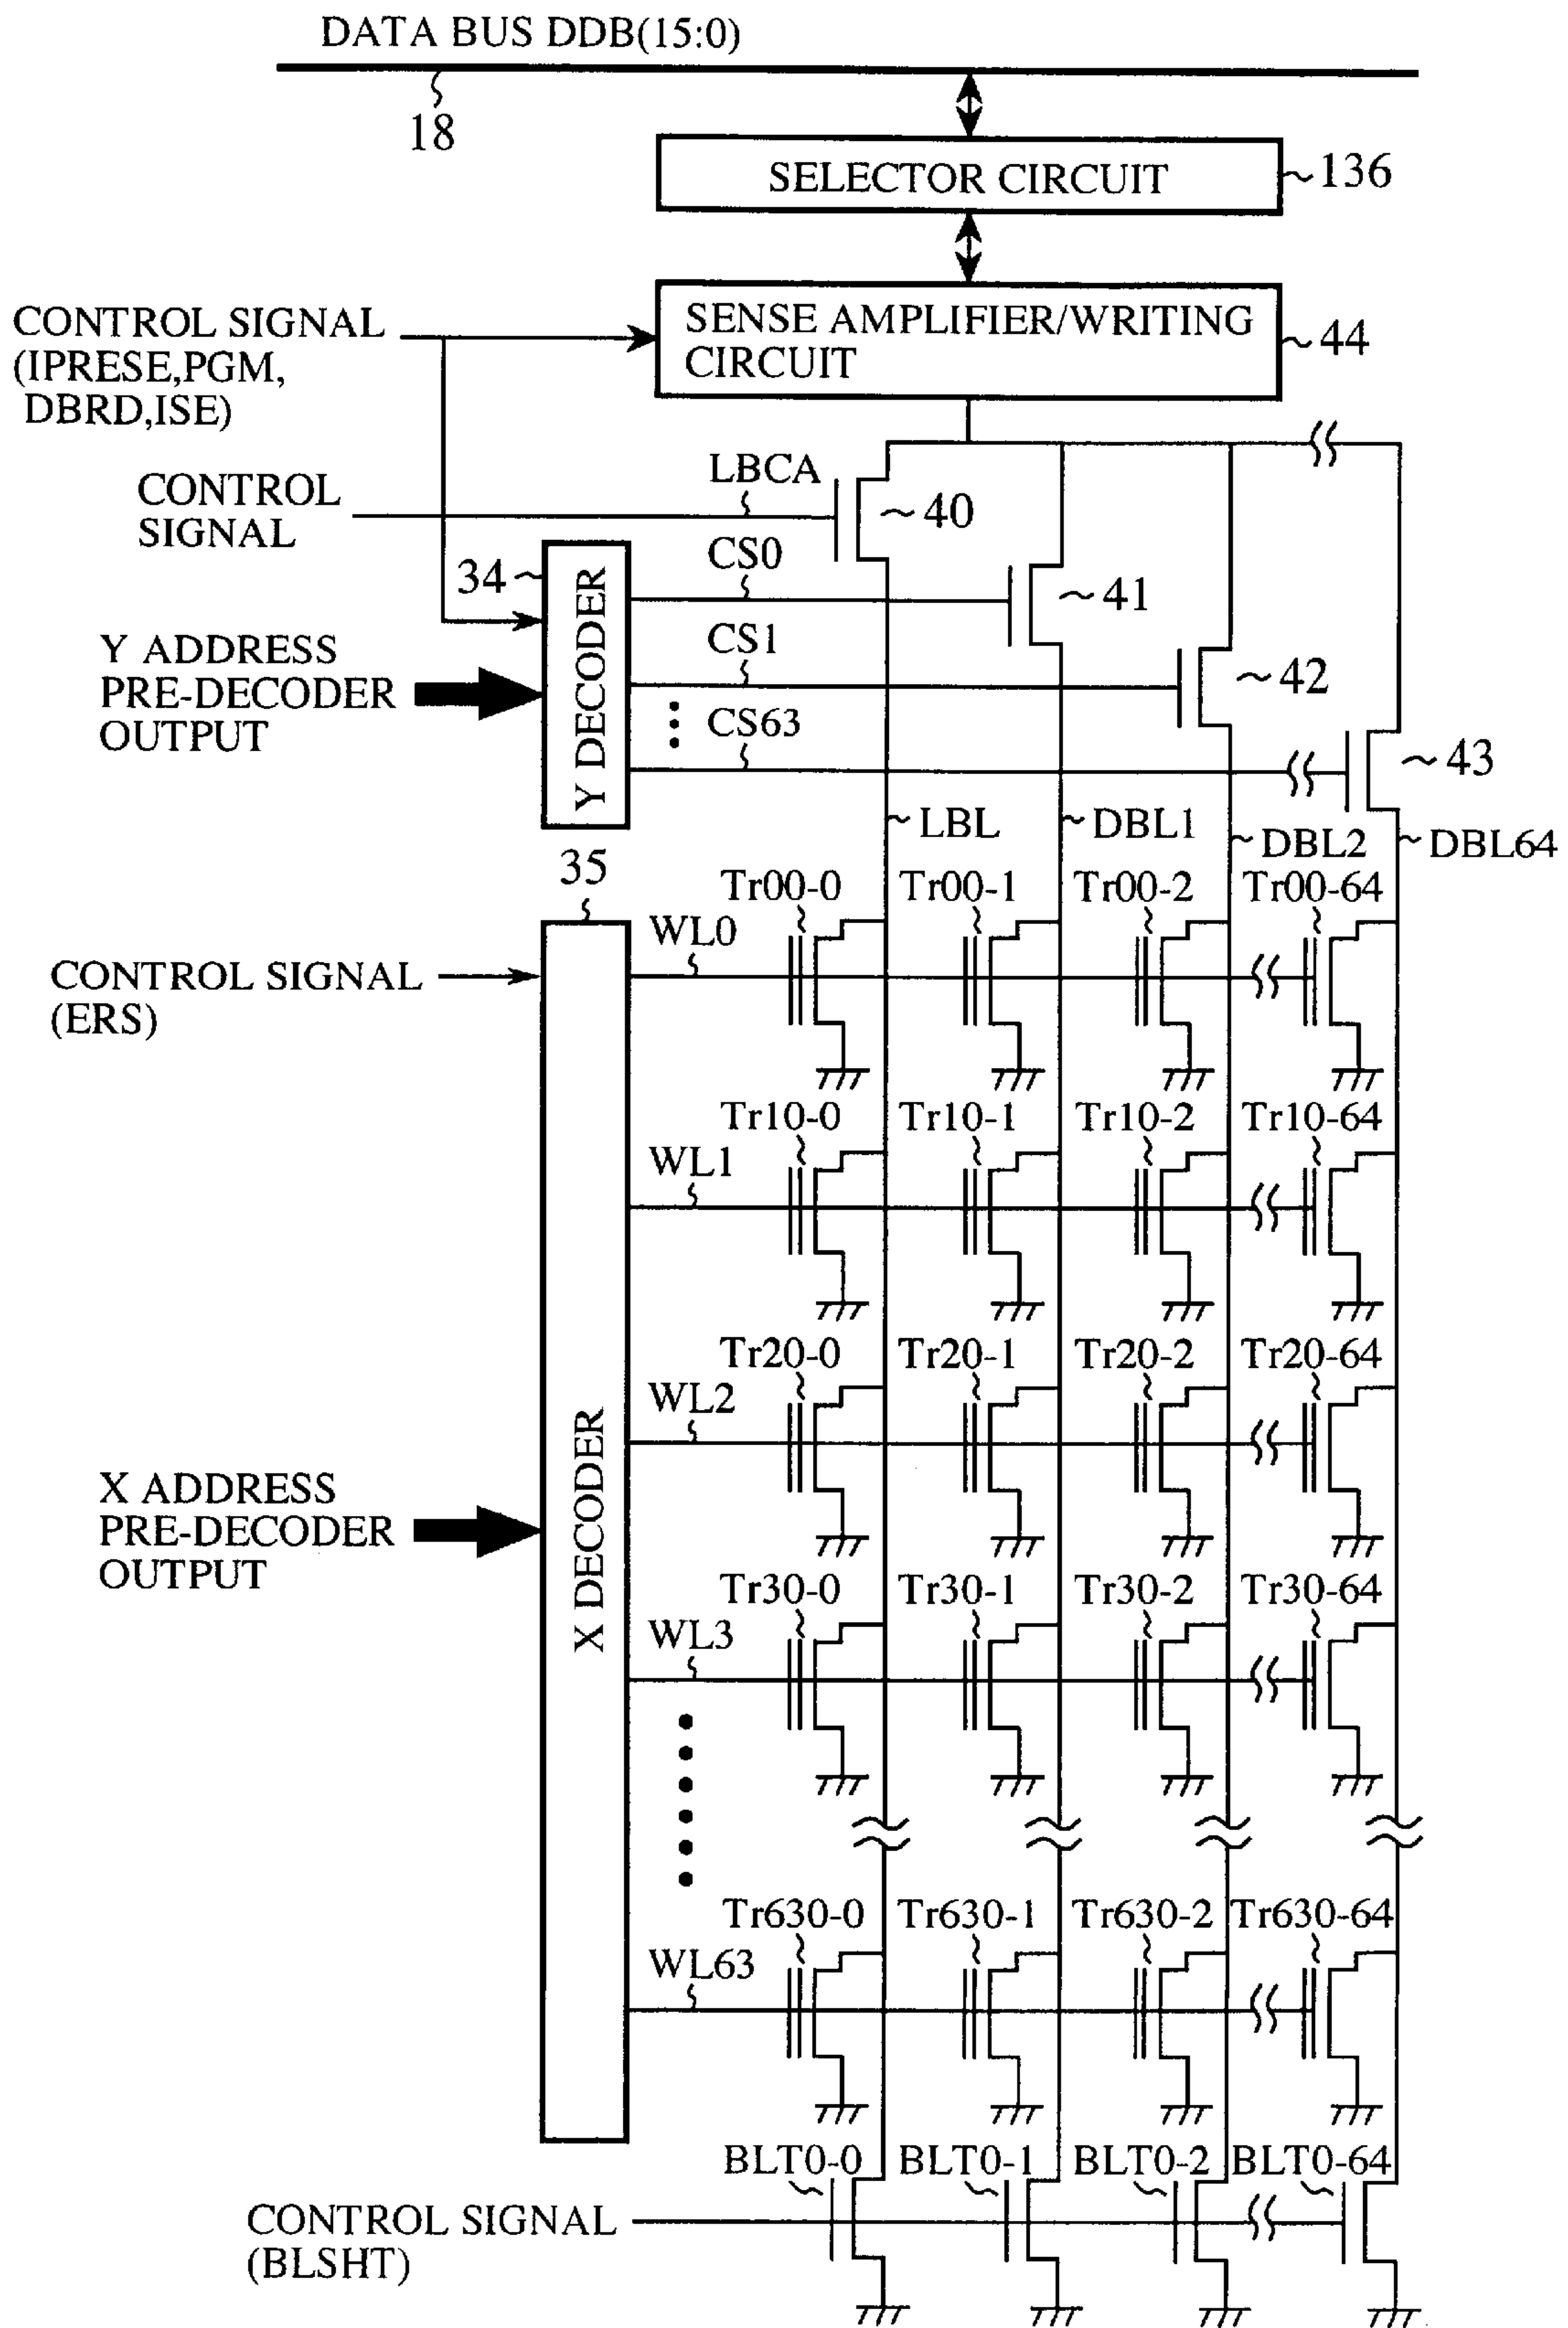 DATA BUS DDB(15:0)
18
SELECTOR CIRCUIT
136
CONTROL SIGNAL
(IPRESE,PGM,
DBRD,ISE)
SENSE AMPLIFIER/WRITING
CIRCUIT
44
CONTROL
SIGNAL
LBCA
40
34
Y DECODER
CS0
41
Y ADDRESS
PRE-DECODER
OUTPUT
CS1
42
CS63
43
LBL
DBL1
DBL2
DBL64
35
X DECODER
Tr00-0
Tr00-1
Tr00-2
Tr00-64
WL0
CONTROL SIGNAL
(ERS)
Tr10-0
Tr10-1
Tr10-2
Tr10-64
WL1
Tr20-0
Tr20-1
Tr20-2
Tr20-64
WL2
X ADDRESS
PRE-DECODER
OUTPUT
Tr30-0
Tr30-1
Tr30-2
Tr30-64
WL3
Tr630-0
Tr630-1
Tr630-2
Tr630-64
WL63
BLT0-0
BLT0-1
BLT0-2
BLT0-64
CONTROL SIGNAL
(BLSHT)